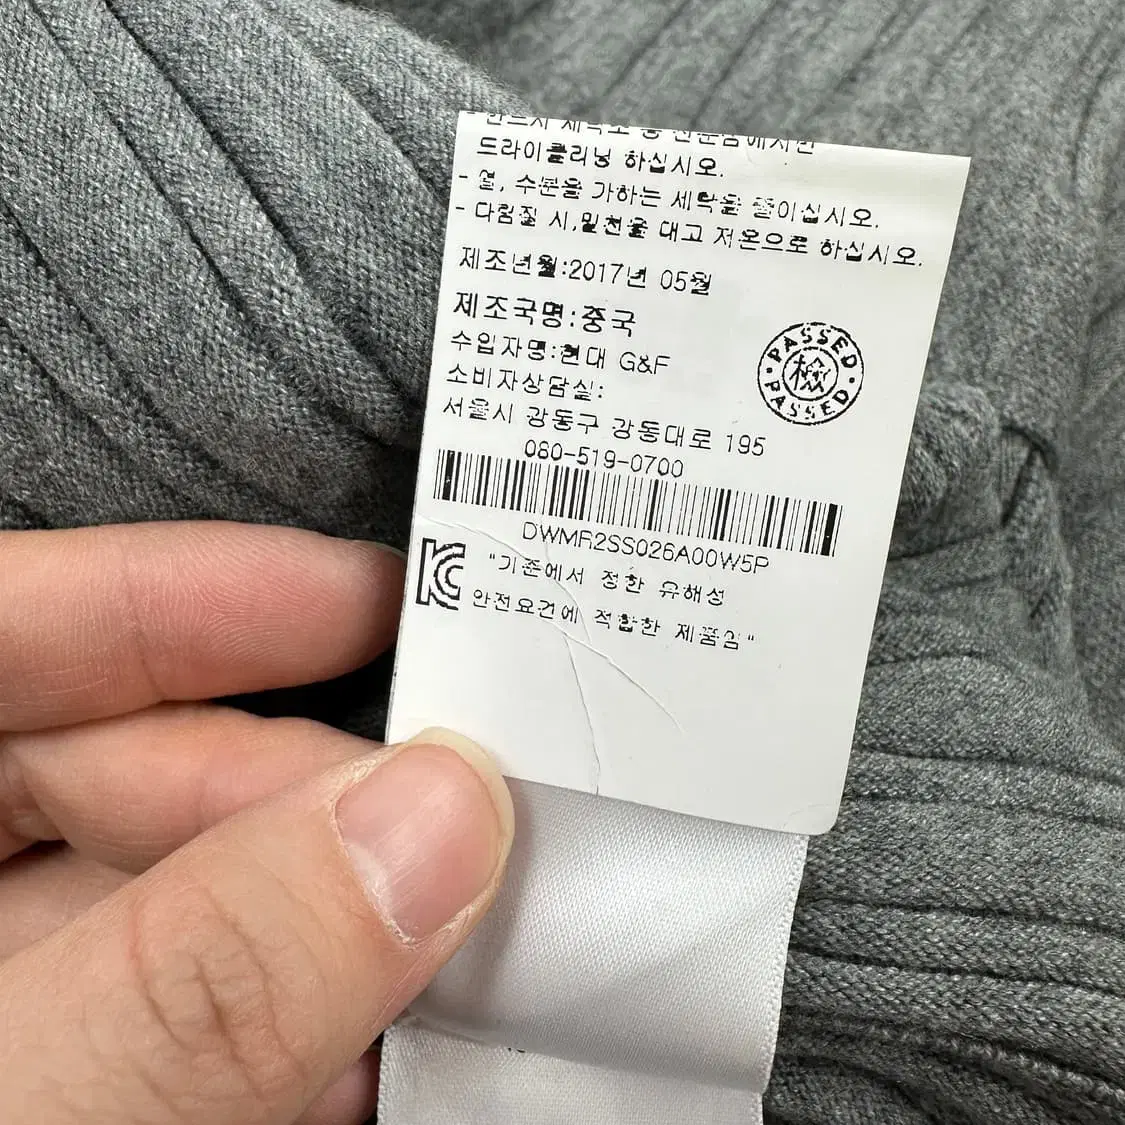 드라이클리닝 하십시오.
- 열, 수분을 가하는 세탁을 줄이십시오.
- 다림질 시,밑천을 대고 저온으로 하십시오.
제조년월:2017년 05월
제조국명:중국
수입자명:현대 G&F
소비자상담실:
서울시 강동구 강동대로 195
080-519-0700
PASSED
檢
PASSED
DWMR2SS026A00W5P
KC
"기준에서 정한 유해성
안전요건에 적합한 제품임"